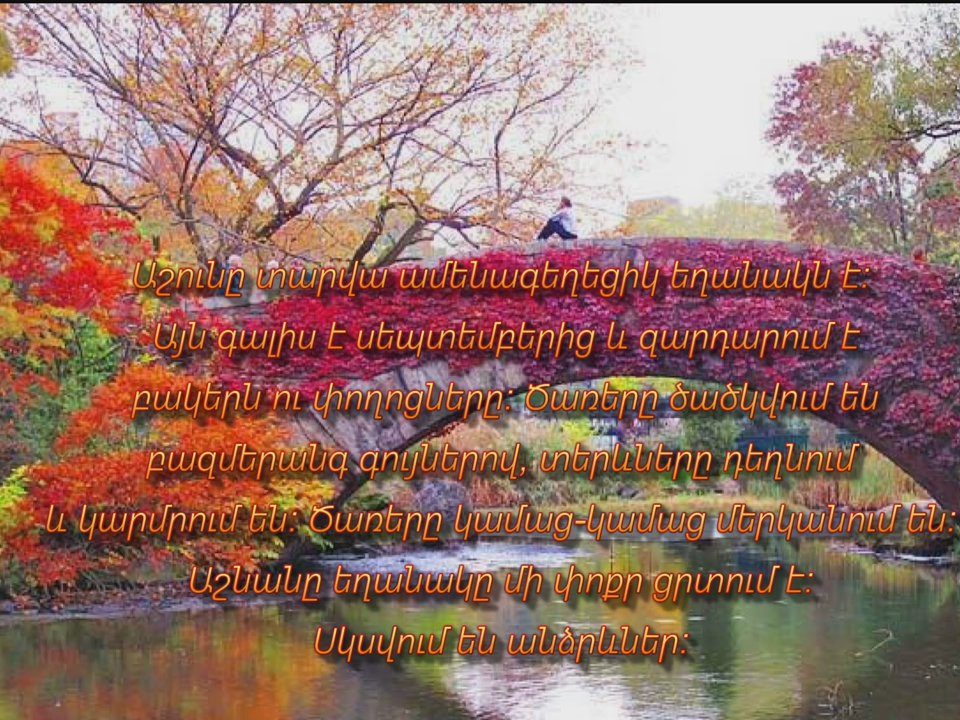 Աշունը տարվա ամենագեղեցիկ եղանակն է:
Այն գալիս է սեպտեմբերից և զարդարում է
բակերն ու փողոցները: Ծառերը ծածկվում են
բազմերանգ գույներով, տերևները դեղնում
և կարմրում են: Ծառերը կամաց-կամաց մերկանում են:
Աշնանը եղանակը մի փոքր ցրտում է:
Սկսվում են անձրևներ: